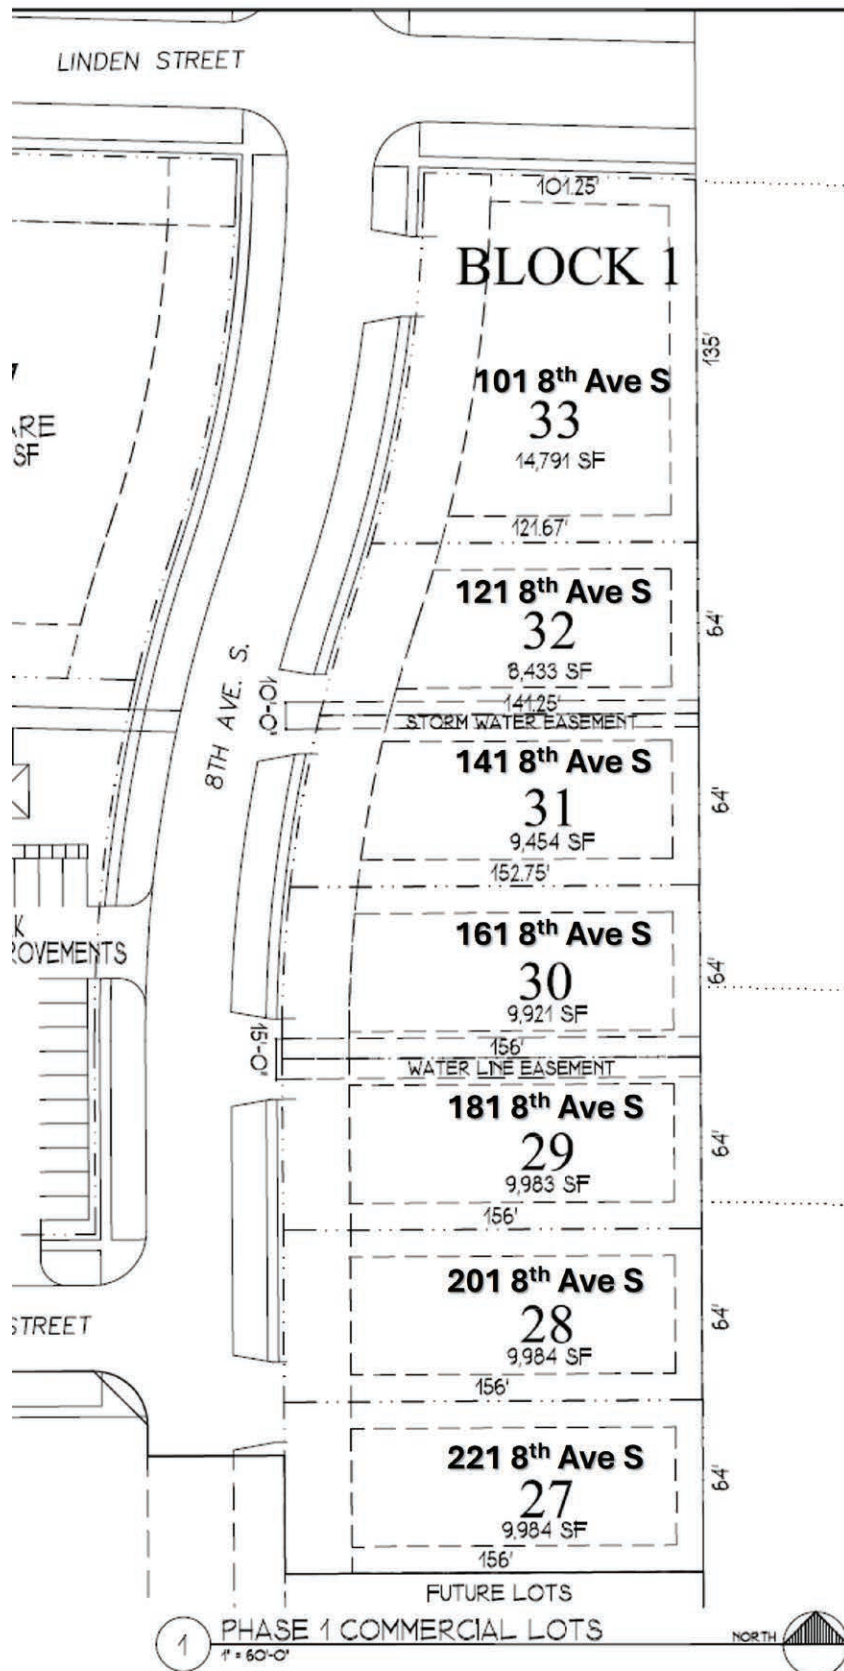 LINDEN STREET
101.25'
BLOCK 1
135'
ARE
SF
101 8th Ave S
33
14,791 SF
121.67'
121 8th Ave S
32
8,433 SF
64'
8TH AVE. S.
10'-0"
141.25'
STORM WATER EASEMENT
141 8th Ave S
31
9,454 SF
64'
152.75'
K
ROVEMENTS
161 8th Ave S
30
9,921 SF
64'
15'-0"
156'
WATER LINE EASEMENT
181 8th Ave S
29
9,983 SF
64'
156'
STREET
201 8th Ave S
28
9,984 SF
64'
156'
221 8th Ave S
27
9,984 SF
64'
156'
FUTURE LOTS
1 PHASE 1 COMMERCIAL LOTS
1" = 60'-0"
NORTH